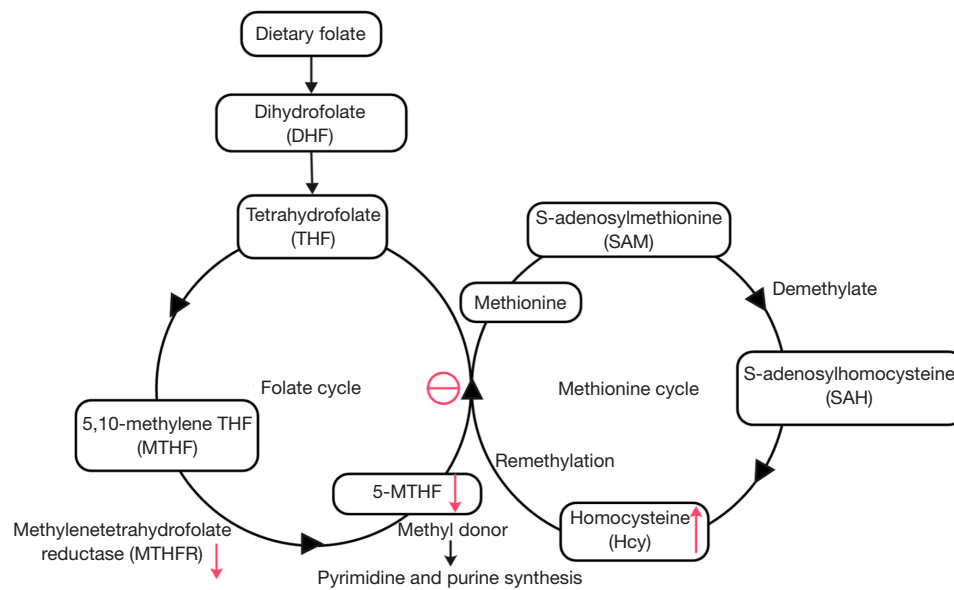 Dietary folate
Dihydrofolate
(DHF)
Tetrahydrofolate
(THF)
S-adenosylmethionine
(SAM)
Methionine
Demethylate
Folate cycle
Methionine cycle
S-adenosylhomocysteine
(SAH)
5,10-methylene THF
(MTHF)
Remethylation
5-MTHF
Homocysteine
(Hcy)
Methylenetetrahydrofolate
reductase (MTHFR)
Methyl donor
Pyrimidine and purine synthesis